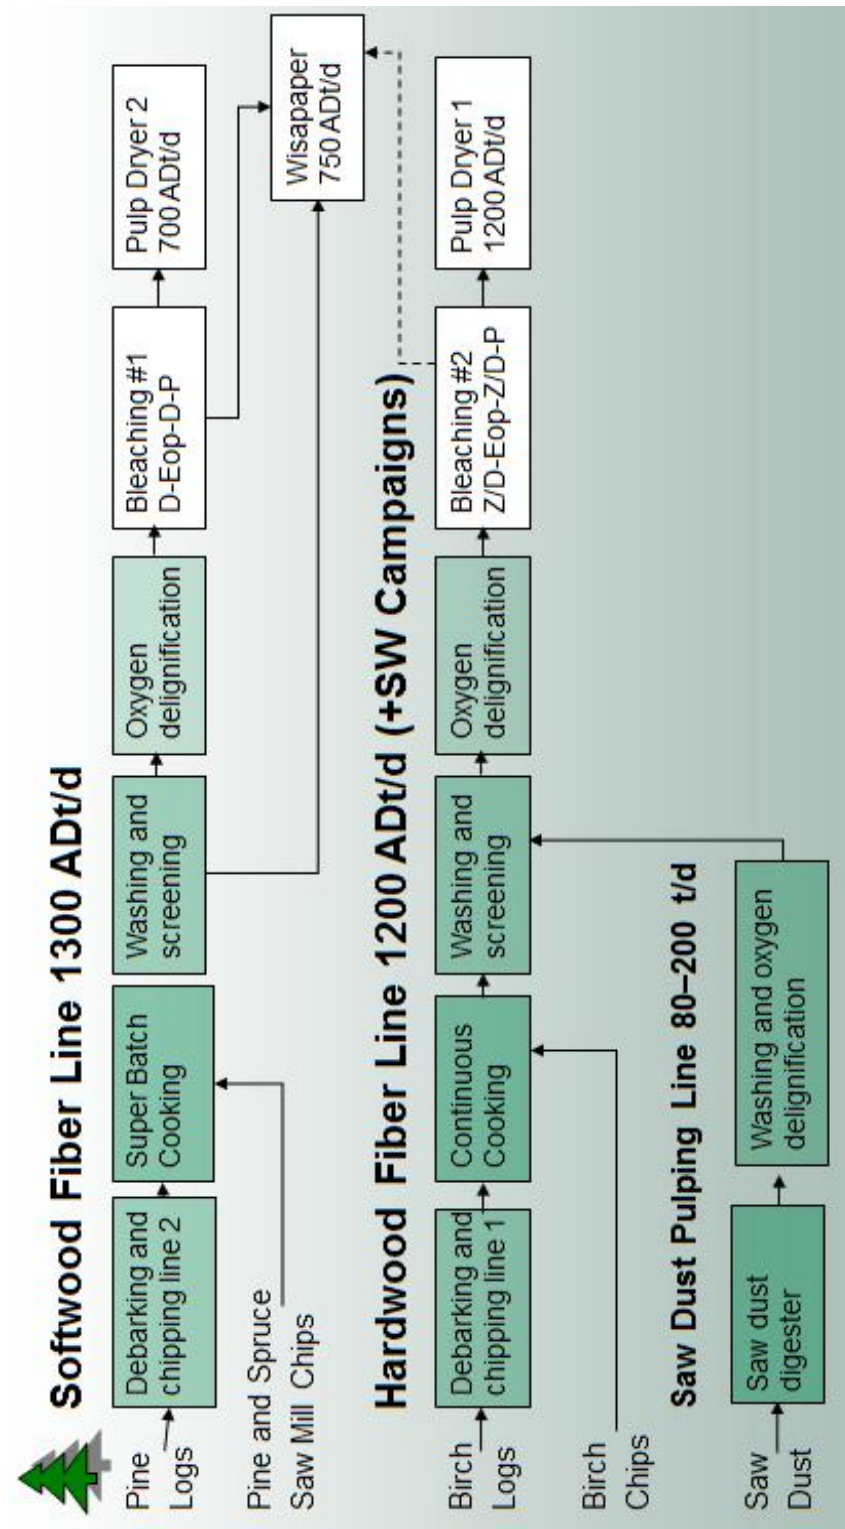 Softwood Fiber Line 1300 ADt/d
Pine
Logs
Debarking and
chipping line 2
Super Batch
Cooking
Washing and
screening
Oxygen
delignification
Bleaching #1
D-Eop-D-P
Pulp Dryer 2
700 ADt/d
Pine and Spruce
Saw Mill Chips
Wisapaper
750 ADt/d
Hardwood Fiber Line 1200 ADt/d (+SW Campaigns)
Birch
Logs
Debarking and
chipping line 1
Continuous
Cooking
Washing and
screening
Oxygen
delignification
Bleaching #2
Z/D-Eop-Z/D-P
Pulp Dryer 1
1200 ADt/d
Birch
Chips
Saw Dust Pulping Line 80–200 t/d
Saw
Dust
Saw dust
digester
Washing and oxygen
delignification